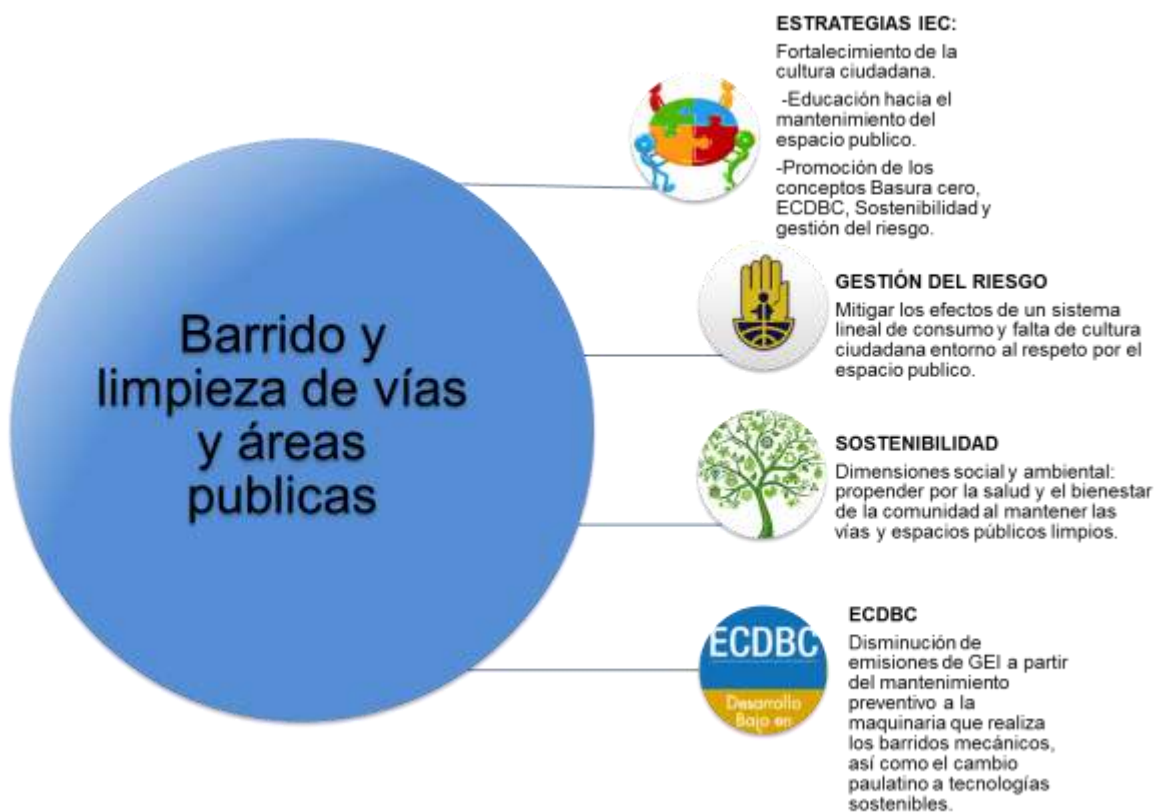 Barrido y
limpieza de vías
y áreas
publicas
ESTRATEGIAS IEC:
Fortalecimiento de la
cultura ciudadana.
-Educación hacia el
mantenimiento del
espacio publico.
-Promoción de los
conceptos Basura cero,
ECDBC, Sostenibilidad y
gestión del riesgo.
GESTIÓN DEL RIESGO
Mitigar los efectos de un sistema
lineal de consumo y falta de cultura
ciudadana entorno al respeto por el
espacio publico.
SOSTENIBILIDAD
Dimensiones social y ambiental:
propender por la salud y el bienestar
de la comunidad al mantener las
vías y espacios públicos limpios.
ECDBC
Desarrollo
Bajo en
ECDBC
Disminución de
emisiones de GEI a partir
del mantenimiento
preventivo a la
maquinaria que realiza
los barridos mecánicos,
así como el cambio
paulatino a tecnologías
sostenibles.